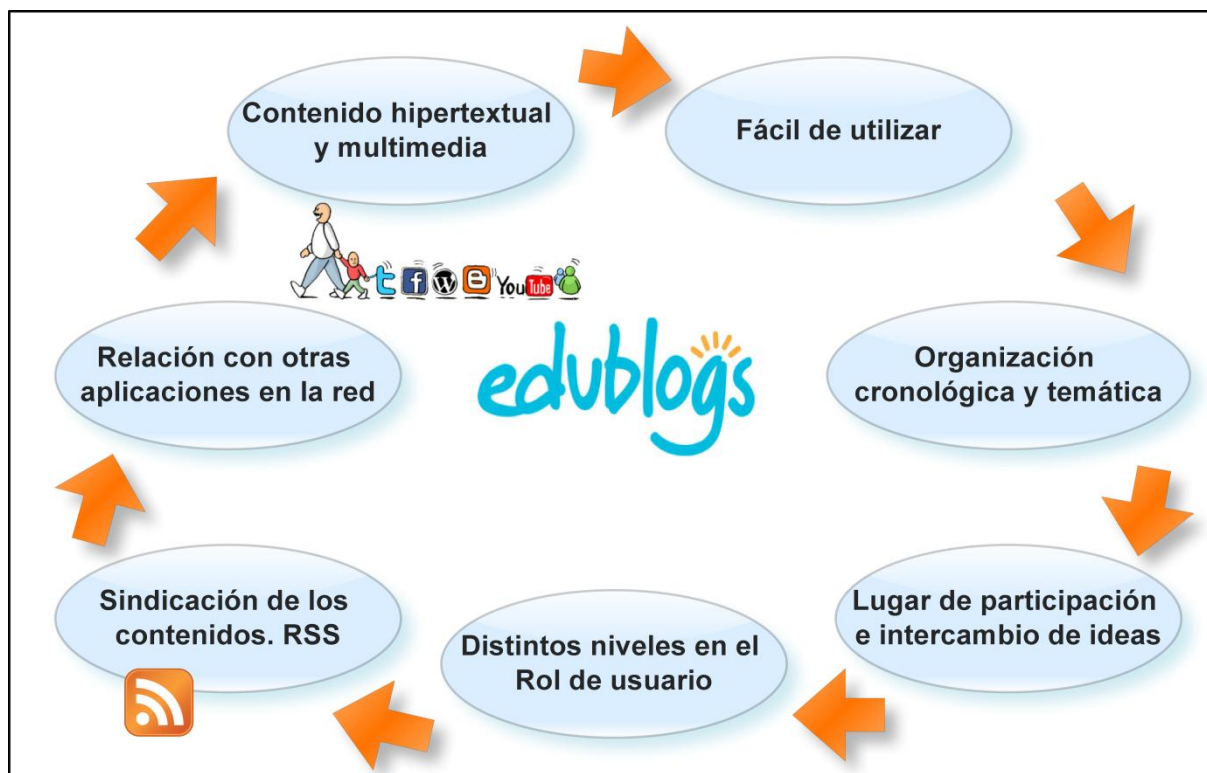 Contenido hipertextual
y multimedia
Fácil de utilizar
YouTube
Relación con otras
aplicaciones en la red
edublogs
Organización
cronológica y temática
Sindicación de los
contenidos. RSS
Distintos niveles en el
Rol de usuario
Lugar de participación
e intercambio de ideas